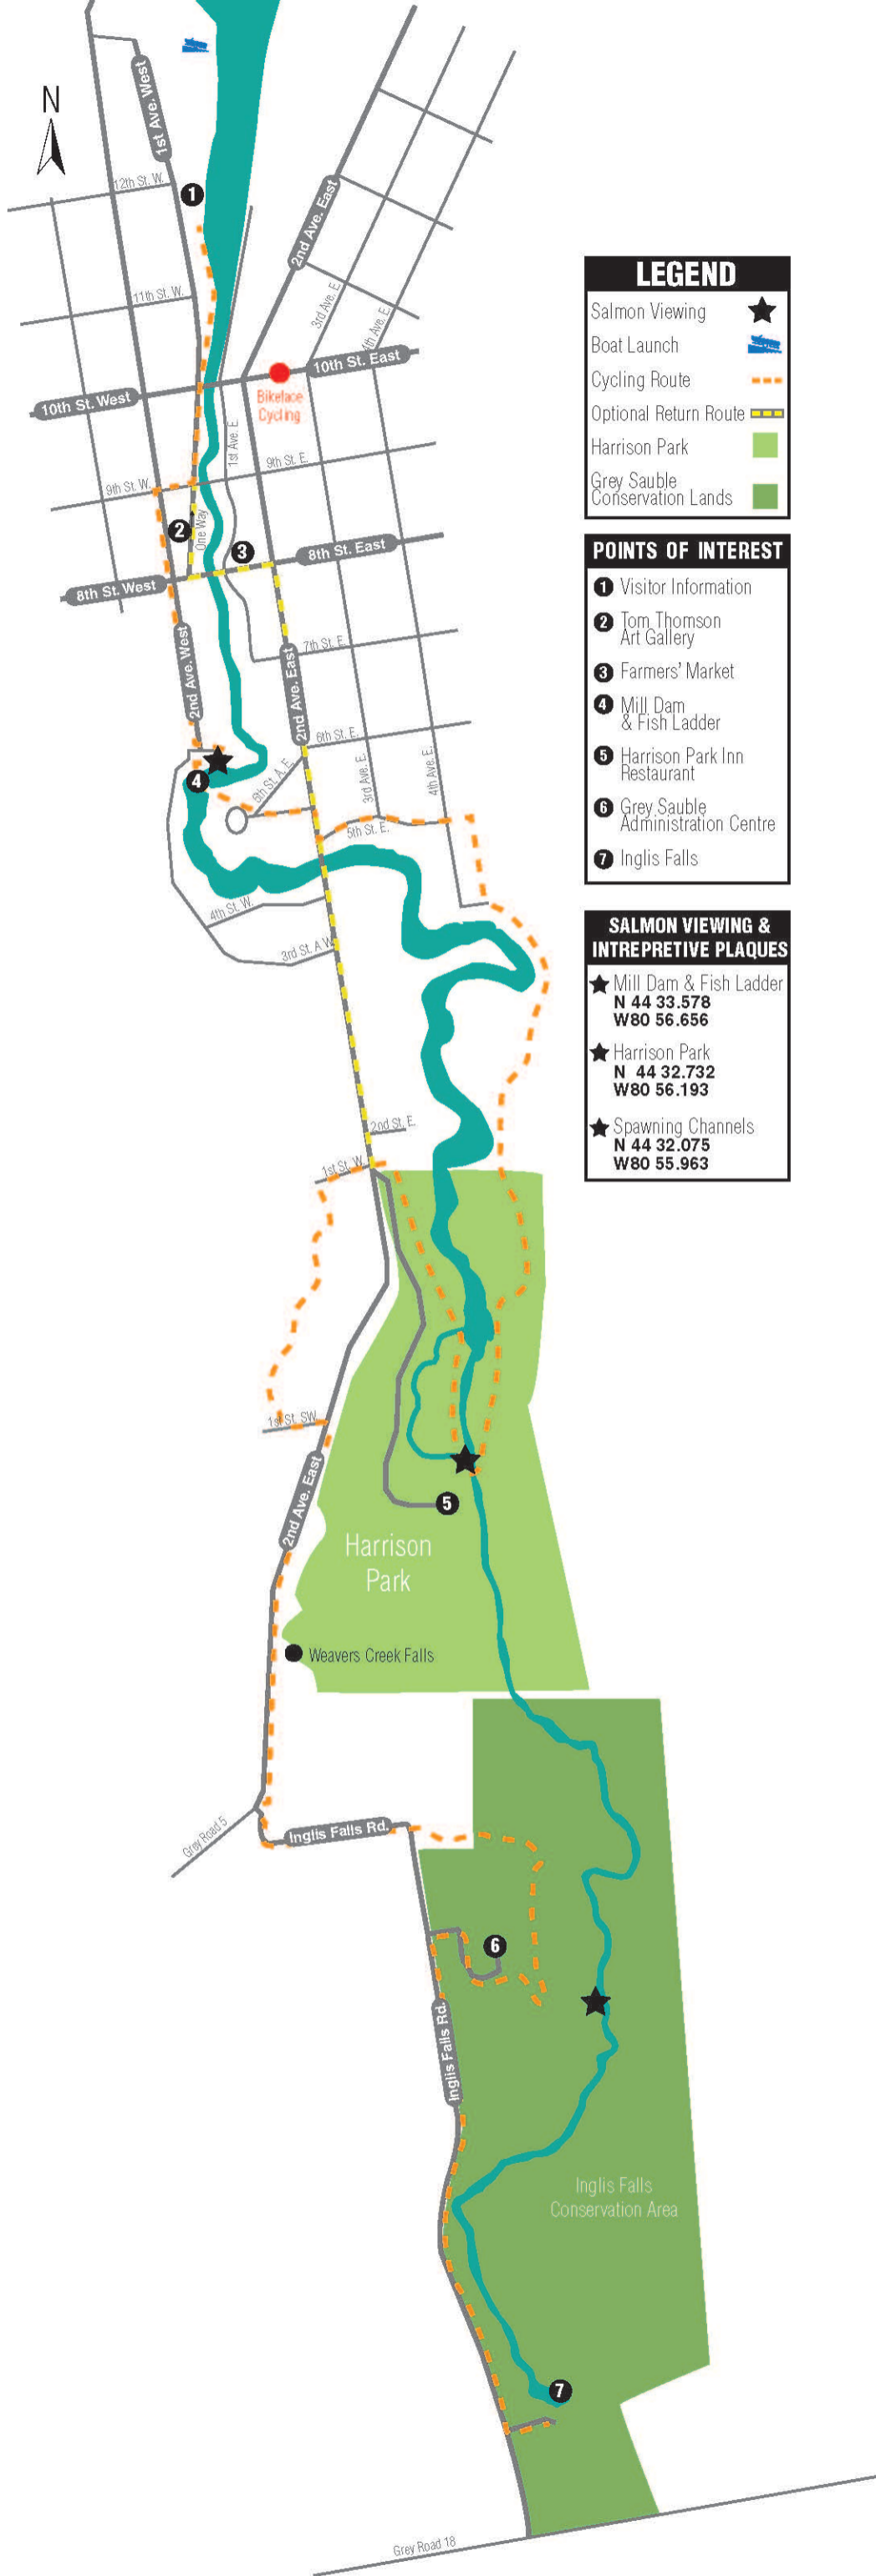 N
1st Ave. West
12th St. W.
1
2nd Ave. East
11th St. W.
3rd Ave. E.
4th Ave. E.
10th St. East
10th St. West
Bikeface
Cycling
1st Ave. E.
9th St. E.
9th St. W.
One Way
2
3
8th St. East
8th St. West
7th St. E.
2nd Ave. West
2nd Ave. East
6th St. E.
5th St. A. E.
3rd Ave. E.
4th Ave. E.
4
5th St. E.
4th St. W.
3rd St. A W.
2nd St. E.
1st St. W.
1st St. SW
2nd Ave. East
5
Harrison
Park
Weavers Creek Falls
Grey Road 5
Inglis Falls Rd.
6
Inglis Falls Rd.
Inglis Falls
Conservation Area
7
Grey Road 18
LEGEND
Salmon Viewing
Boat Launch
Cycling Route
Optional Return Route
Harrison Park
Grey Sauble
Conservation Lands
POINTS OF INTEREST
1 Visitor Information
2 Tom Thomson
Art Gallery
3 Farmers' Market
4 Mill Dam
& Fish Ladder
5 Harrison Park Inn
Restaurant
6 Grey Sauble
Administration Centre
7 Inglis Falls
SALMON VIEWING &
INTREPRETIVE PLAQUES
Mill Dam & Fish Ladder
N 44 33.578
W80 56.656
Harrison Park
N 44 32.732
W80 56.193
Spawning Channels
N 44 32.075
W80 55.963